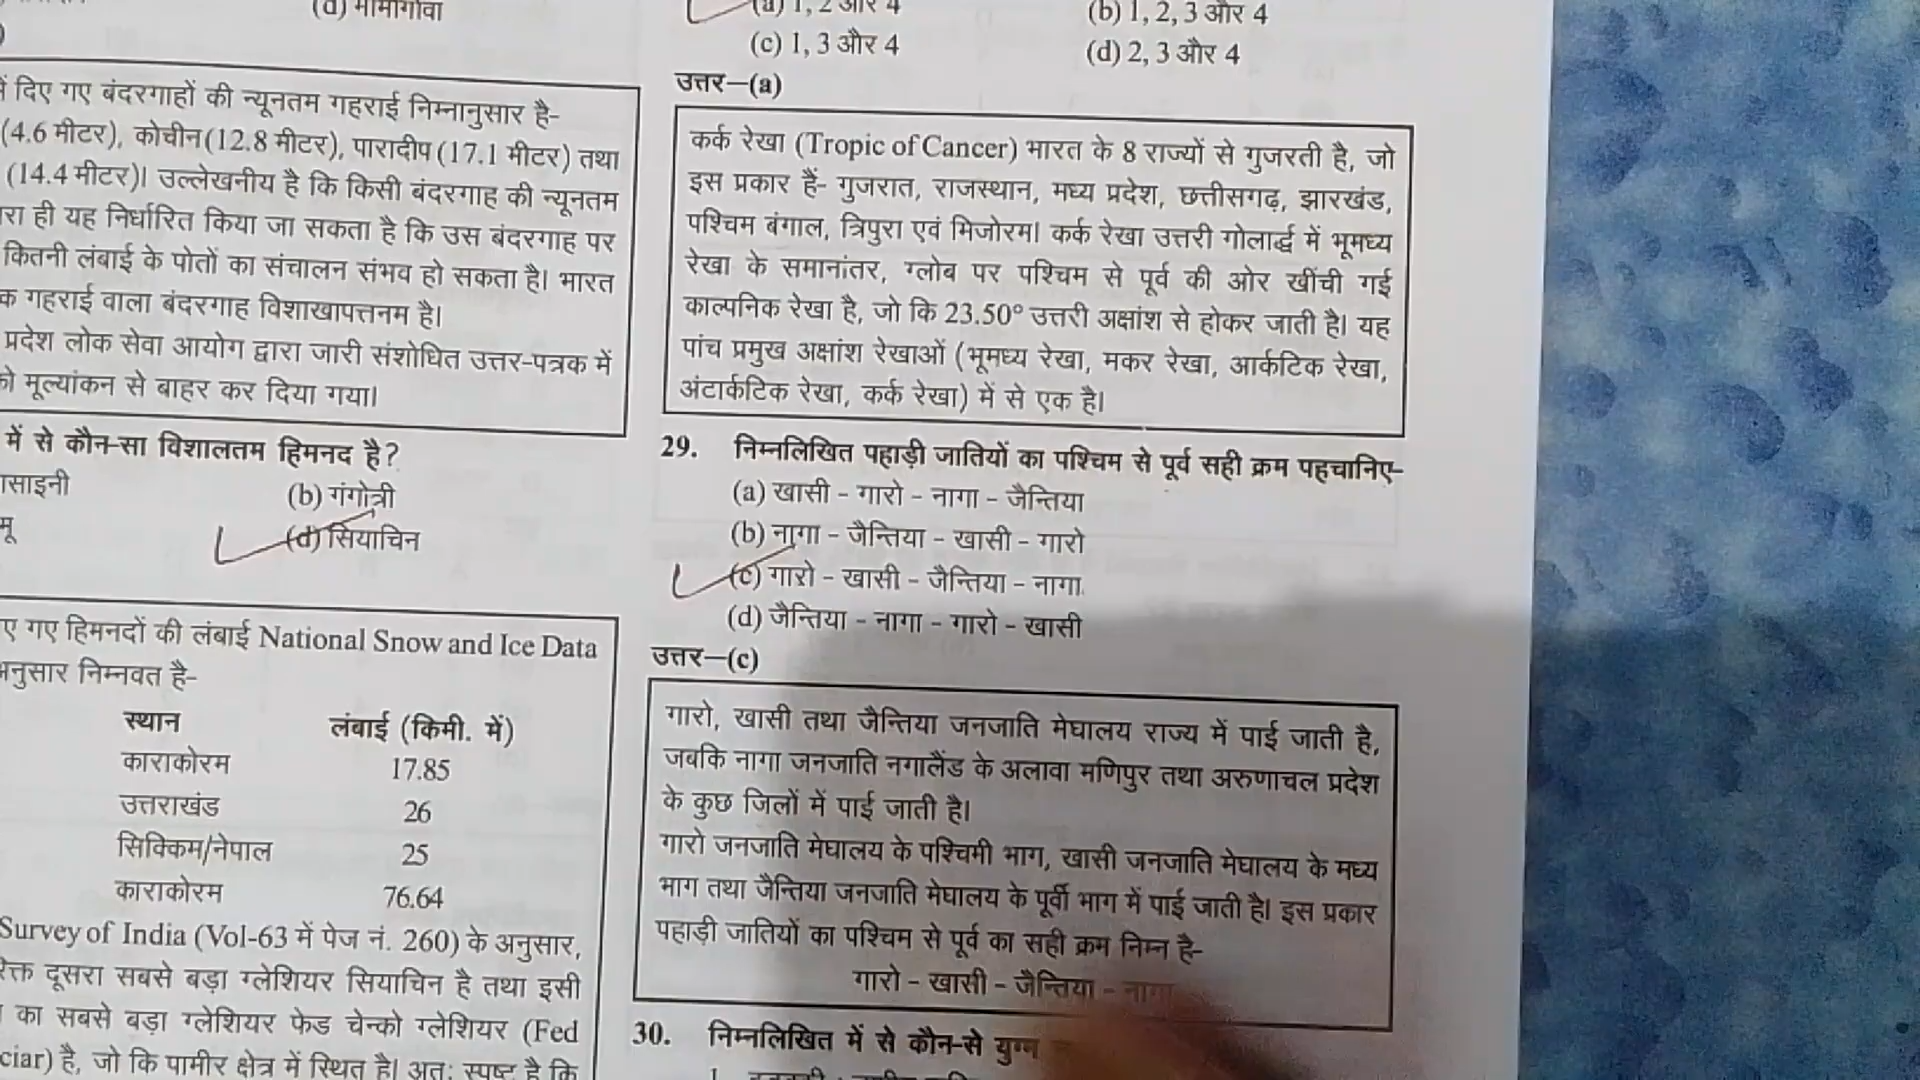 (d) मामागोवा
दिए गए बंदरगाहों की न्यूनतम गहराई निम्नानुसार है-
(4.6 मीटर), कोचीन(12.8 मीटर), पारादीप (17.1 मीटर) तथा
(14.4 मीटर)। उल्लेखनीय है कि किसी बंदरगाह की न्यूनतम
ही यह निर्धारित किया जा सकता है कि उस बंदरगाह पर
कितनी लंबाई के पोतों का संचालन संभव हो सकता है। भारत
गहराई वाला बंदरगाह विशाखापत्तनम है।
प्रदेश लोक सेवा आयोग द्वारा जारी संशोधित उत्तर-पत्रक में
मूल्यांकन से बाहर कर दिया गया।
में से कौन-सा विशालतम हिमनद है?
(b) गंगोत्री
(d) सियाचिन
गए हिमनदों की लंबाई National Snow and Ice Data
अनुसार निम्नवत है-
स्थान लंबाई (किमी. में)
काराकोरम 17.85
उत्तराखंड 26
सिक्किम/नेपाल 25
काराकोरम 76.64
Survey of India (Vol-63 में पेज नं. 260) के अनुसार,
दूसरा सबसे बड़ा ग्लेशियर सियाचिन है तथा इसी
का सबसे बड़ा ग्लेशियर फेड चेन्को ग्लेशियर (Fed
ciar) है, जो कि पामीर क्षेत्र में स्थित है। अतः स्पष्ट है कि
(a) 1, 2 और 4 (b) 1, 2, 3 और 4
(c) 1, 3 और 4 (d) 2, 3 और 4
उत्तर—(a)
कर्क रेखा (Tropic of Cancer) भारत के 8 राज्यों से गुजरती है, जो
इस प्रकार हैं- गुजरात, राजस्थान, मध्य प्रदेश, छत्तीसगढ़, झारखंड,
पश्चिम बंगाल, त्रिपुरा एवं मिजोरम। कर्क रेखा उत्तरी गोलार्द्ध में भूमध्य
रेखा के समानांतर, ग्लोब पर पश्चिम से पूर्व की ओर खींची गई
काल्पनिक रेखा है, जो कि 23.50° उत्तरी अक्षांश से होकर जाती है। यह
पांच प्रमुख अक्षांश रेखाओं (भूमध्य रेखा, मकर रेखा, आर्कटिक रेखा,
अंटार्कटिक रेखा, कर्क रेखा) में से एक है।
29. निम्नलिखित पहाड़ी जातियों का पश्चिम से पूर्व सही क्रम पहचानिए-
(a) खासी - गारो - नागा - जैन्तिया
(b) नागा - जैन्तिया - खासी - गारो
(c) गारो - खासी - जैन्तिया - नागा
(d) जैन्तिया - नागा - गारो - खासी
उत्तर—(c)
गारो, खासी तथा जैन्तिया जनजाति मेघालय राज्य में पाई जाती है,
जबकि नागा जनजाति नगालैंड के अलावा मणिपुर तथा अरुणाचल प्रदेश
के कुछ जिलों में पाई जाती है।
गारो जनजाति मेघालय के पश्चिमी भाग, खासी जनजाति मेघालय के मध्य
भाग तथा जैन्तिया जनजाति मेघालय के पूर्वी भाग में पाई जाती है। इस प्रकार
पहाड़ी जातियों का पश्चिम से पूर्व का सही क्रम निम्न है-
गारो - खासी - जैन्तिया - नागा
30. निम्नलिखित में से कौन-से युग्म